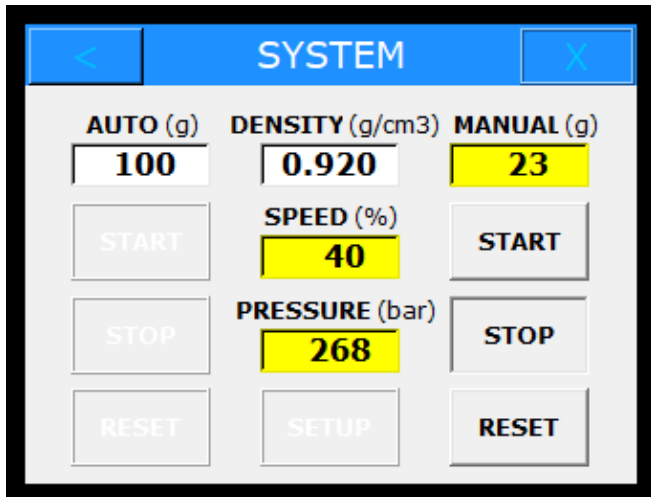 < SYSTEM X
AUTO (g) DENSITY (g/cm3) MANUAL (g)
100 0.920 23
START SPEED (%) START
40
STOP PRESSURE (bar) STOP
268
RESET SETUP RESET